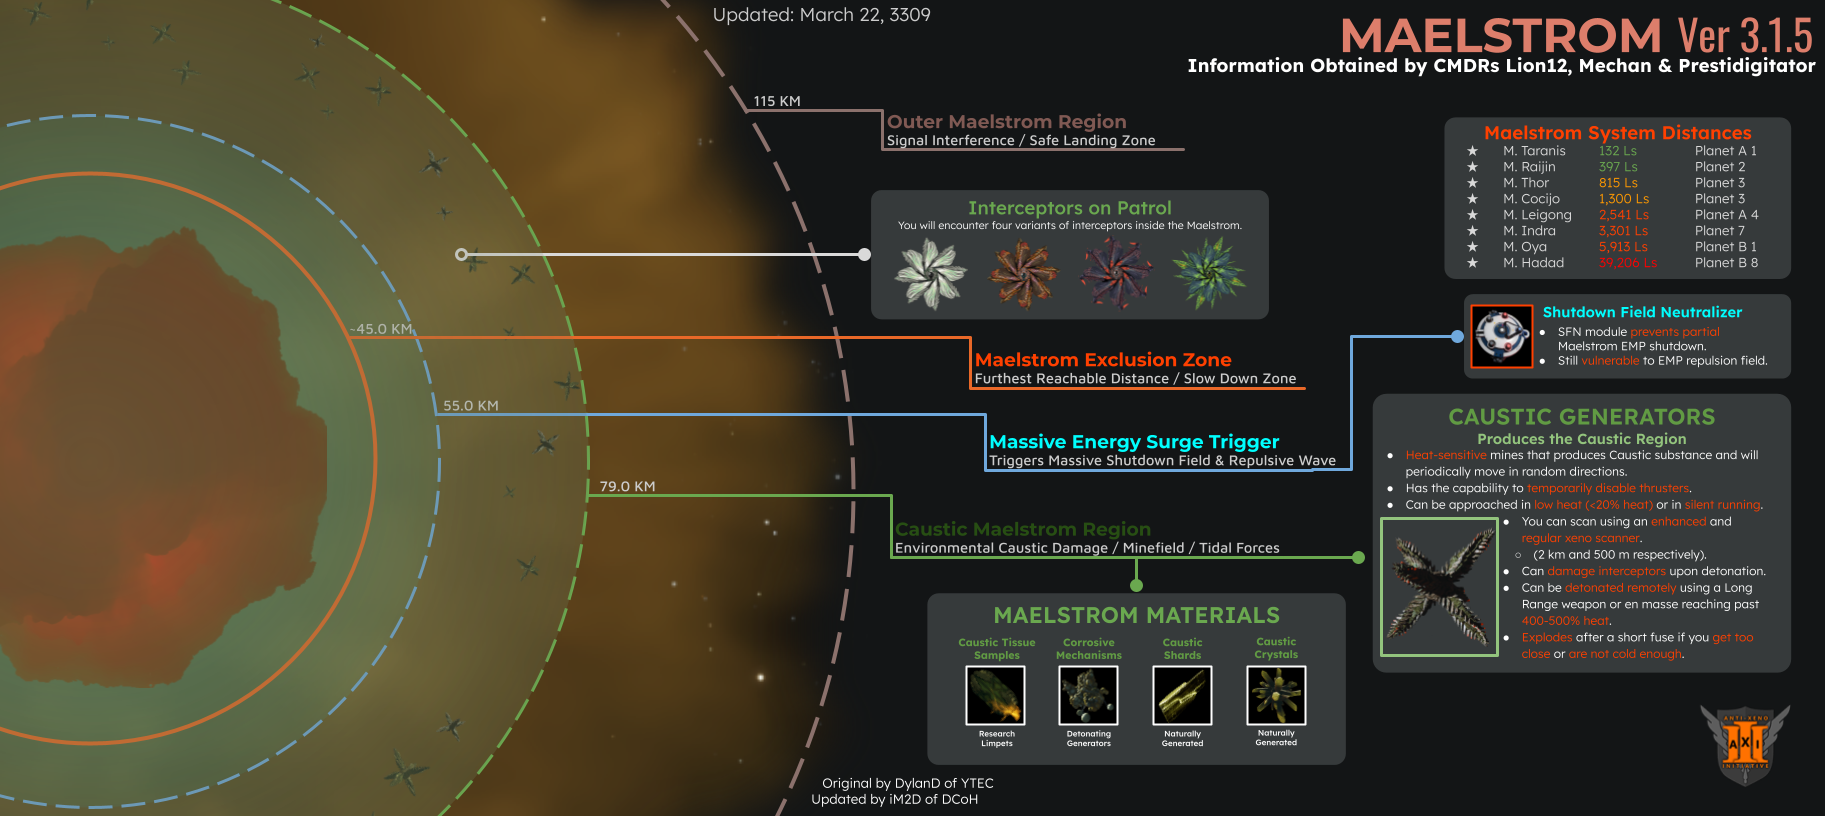 Updated: March 22, 3309
MAELSTROM Ver 3.1.5
Information Obtained by CMDRs Lion12, Mechan & Prestidigitator
115 KM
Outer Maelstrom Region
Signal Interference / Safe Landing Zone
Maelstrom System Distances
★ M. Taranis 132 Ls Planet A 1
★ M. Raijin 397 Ls Planet 2
★ M. Thor 815 Ls Planet 3
★ M. Cocijo 1,300 Ls Planet 3
★ M. Leigong 2,541 Ls Planet A 4
★ M. Indra 3,301 Ls Planet 7
★ M. Oya 5,913 Ls Planet B 1
★ M. Hadad 39,206 Ls Planet B 8
Interceptors on Patrol
You will encounter four variants of interceptors inside the Maelstrom.
~45.0 KM
Maelstrom Exclusion Zone
Furthest Reachable Distance / Slow Down Zone
Shutdown Field Neutralizer
● SFN module prevents partial
Maelstrom EMP shutdown.
● Still vulnerable to EMP repulsion field.
55.0 KM
Massive Energy Surge Trigger
Triggers Massive Shutdown Field & Repulsive Wave
79.0 KM
Caustic Maelstrom Region
Environmental Caustic Damage / Minefield / Tidal Forces
CAUSTIC GENERATORS
Produces the Caustic Region
● Heat-sensitive mines that produces Caustic substance and will
periodically move in random directions.
● Has the capability to temporarily disable thrusters.
● Can be approached in low heat (<20% heat) or in silent running.
● You can scan using an enhanced and
regular xeno scanner.
○ (2 km and 500 m respectively).
● Can damage interceptors upon detonation.
● Can be detonated remotely using a Long
Range weapon or en masse reaching past
400-500% heat.
● Explodes after a short fuse if you get too
close or are not cold enough.
MAELSTROM MATERIALS
Caustic Tissue
Samples
Corrosive
Mechanisms
Caustic
Shards
Caustic
Crystals
Research
Limpets
Detonating
Generators
Naturally
Generated
Naturally
Generated
Original by DylanD of YTEC
Updated by iM2D of DCoH
ANTI-XENO
AXI
INITIATIVE